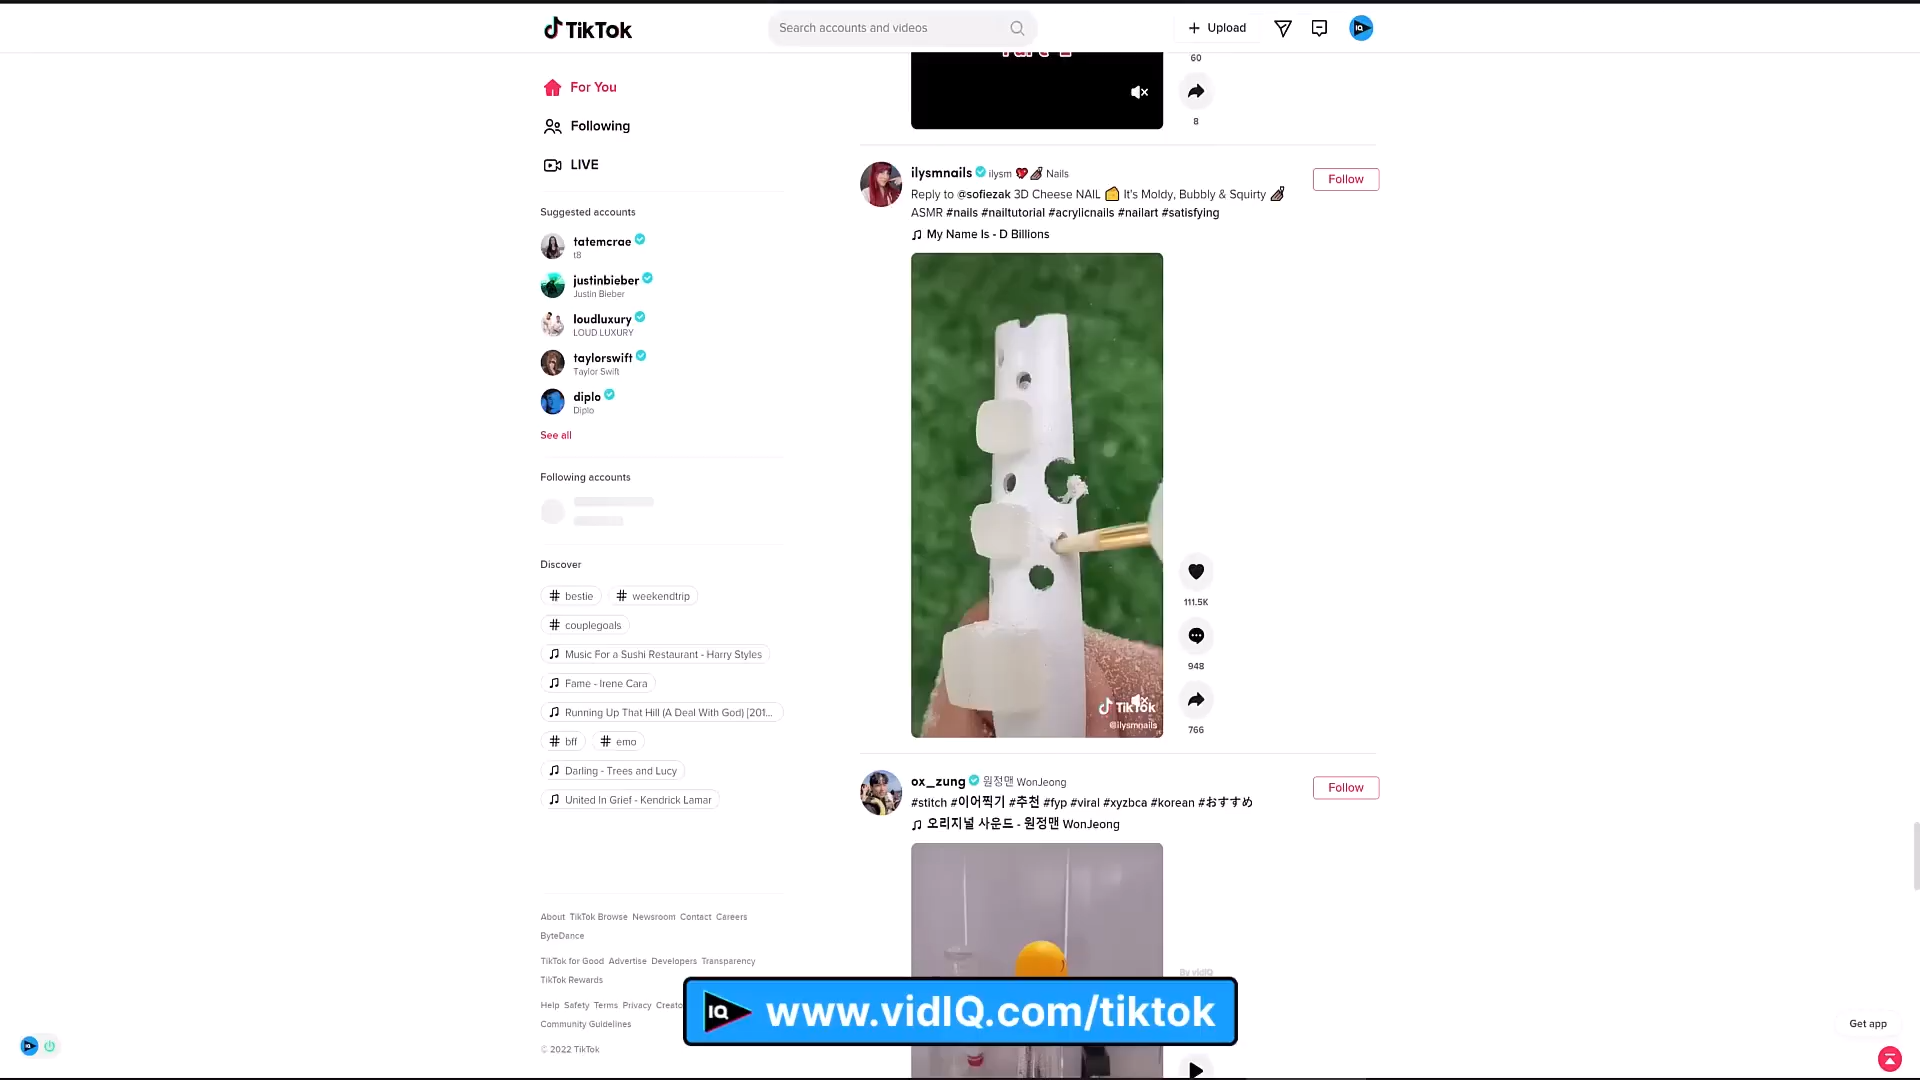 TikTok
Search accounts and videos
Upload
For You
Following
LIVE
Suggested accounts
tatemcrae
t8
justinbieber
Justin Bieber
loudluxury
LOUD LUXURY
taylorswift
Taylor Swift
diplo
Diplo
See all
Following accounts
Discover
# bestie # weekendtrip
# couplegoals
Music For a Sushi Restaurant - Harry Styles
Fame - Irene Cara
Running Up That Hill (A Deal With God) [201...
# bff # emo
Darling - Trees and Lucy
United In Grief - Kendrick Lamar
About TikTok Browse Newsroom Contact Careers
ByteDance
TikTok for Good Advertise Developers Transparency
TikTok Rewards
Help Safety Terms Privacy
Community Guidelines
© 2022 TikTok
60
8
ilysmnails ilysm Nails
Follow
Reply to @sofiezak 3D Cheese NAIL It's Moldy, Bubbly & Squirty
ASMR #nails #nailtutorial #acrylicnails #nailart #satisfying
My Name Is - D Billions
TikTok
@ilysmnails
111.5K
948
766
ox_zung 원정맨 WonJeong
Follow
#stitch #이어찍기 #추천 #fyp #viral #xyzbca #korean #おすすめ
오리지널 사운드 - 원정맨 WonJeong
By vidIQ
IQ www.vidIQ.com/tiktok
Get app